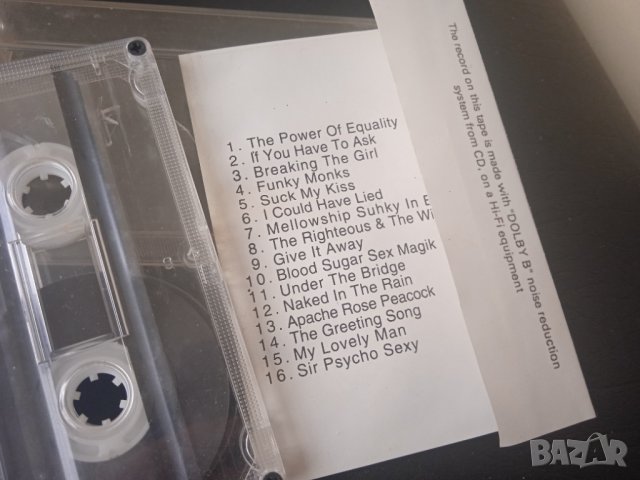 1. The Power Of Equality
2. If You Have To Ask
3. Breaking The Girl
4. Funky Monks
5. Suck My Kiss
6. I Could Have Lied
7. Mellowship Suhky In
8. The Righteous & The
9. Give It Away
10. Blood Sugar Sex Magik
11. Under The Bridge
12. Naked In The Rain
13. Apache Rose Peacock
14. The Greeting Song
15. My Lovely Man
16. Sir Psycho Sexy
The record on this tape is made with "DOLBY B" noise reduction
system from CD, on a Hi-Fi equipment
BAZAR